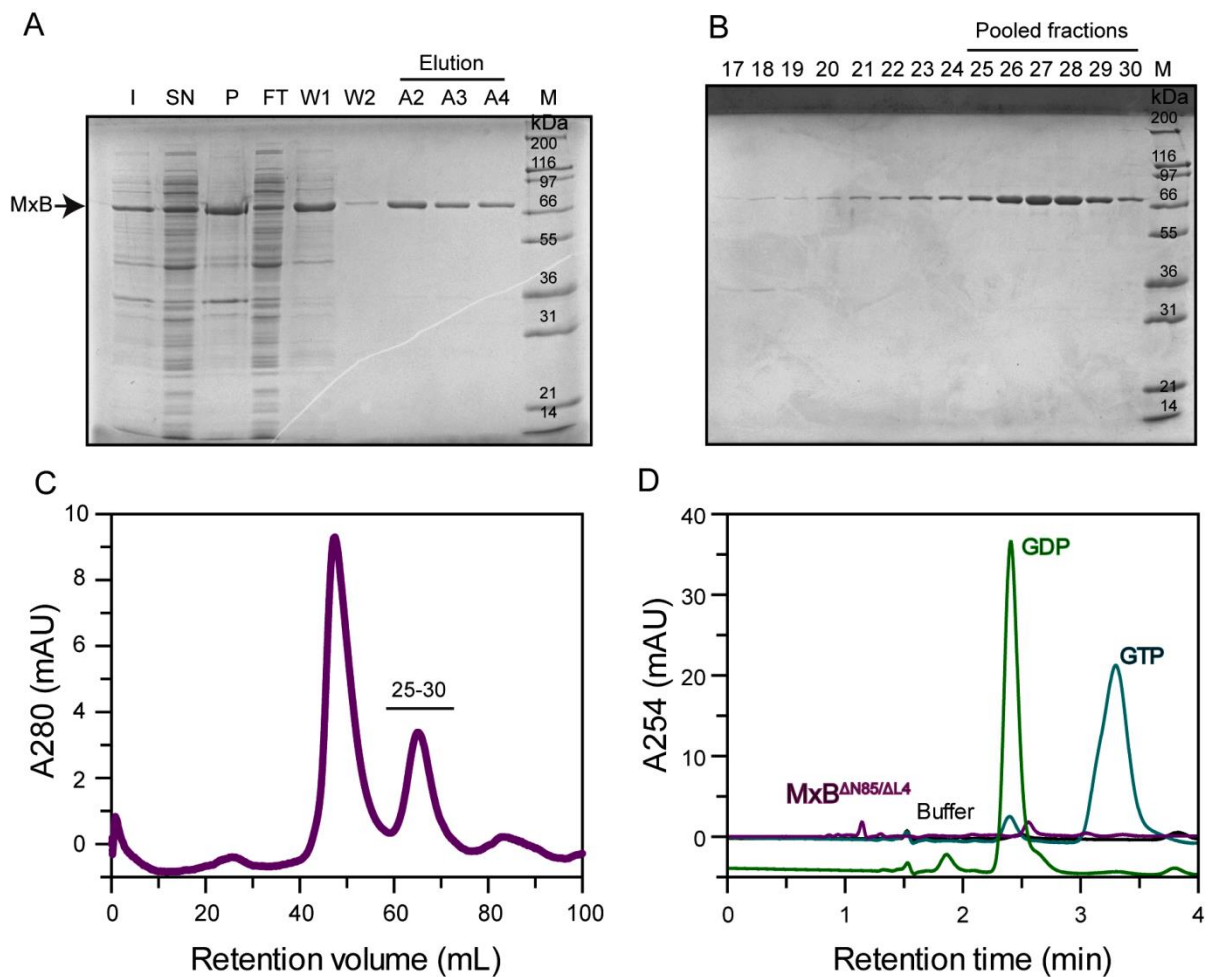 A
Elution
I SN P FT W1 W2 A2 A3 A4 M
kDa
200
116
97
MxB
66
55
36
31
21
14
B
Pooled fractions
17 18 19 20 21 22 23 24 25 26 27 28 29 30 M
kDa
200
116
97
66
55
36
31
21
14
C
10
8
6
4
2
0
A280 (mAU)
25-30
0 20 40 60 80 100
Retention volume (mL)
D
40
30
20
10
0
A254 (mAU)
GDP
GTP
MxBΔN85/ΔL4
Buffer
0 1 2 3 4
Retention time (min)